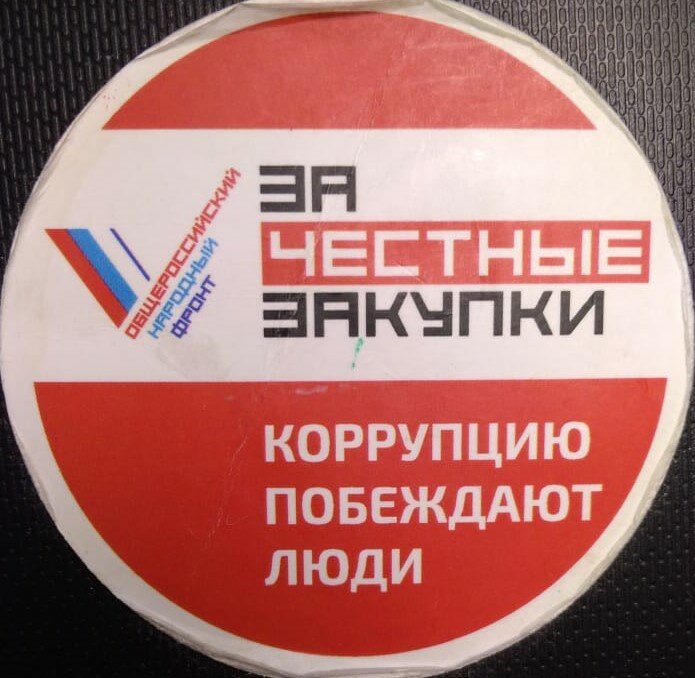 ОБЩЕРОССИЙСКИЙ
НАРОДНЫЙ
ФРОНТ
ЗА
ЧЕСТНЫЕ
ЗАКУПКИ
КОРРУПЦИЮ
ПОБЕЖДАЮТ
ЛЮДИ